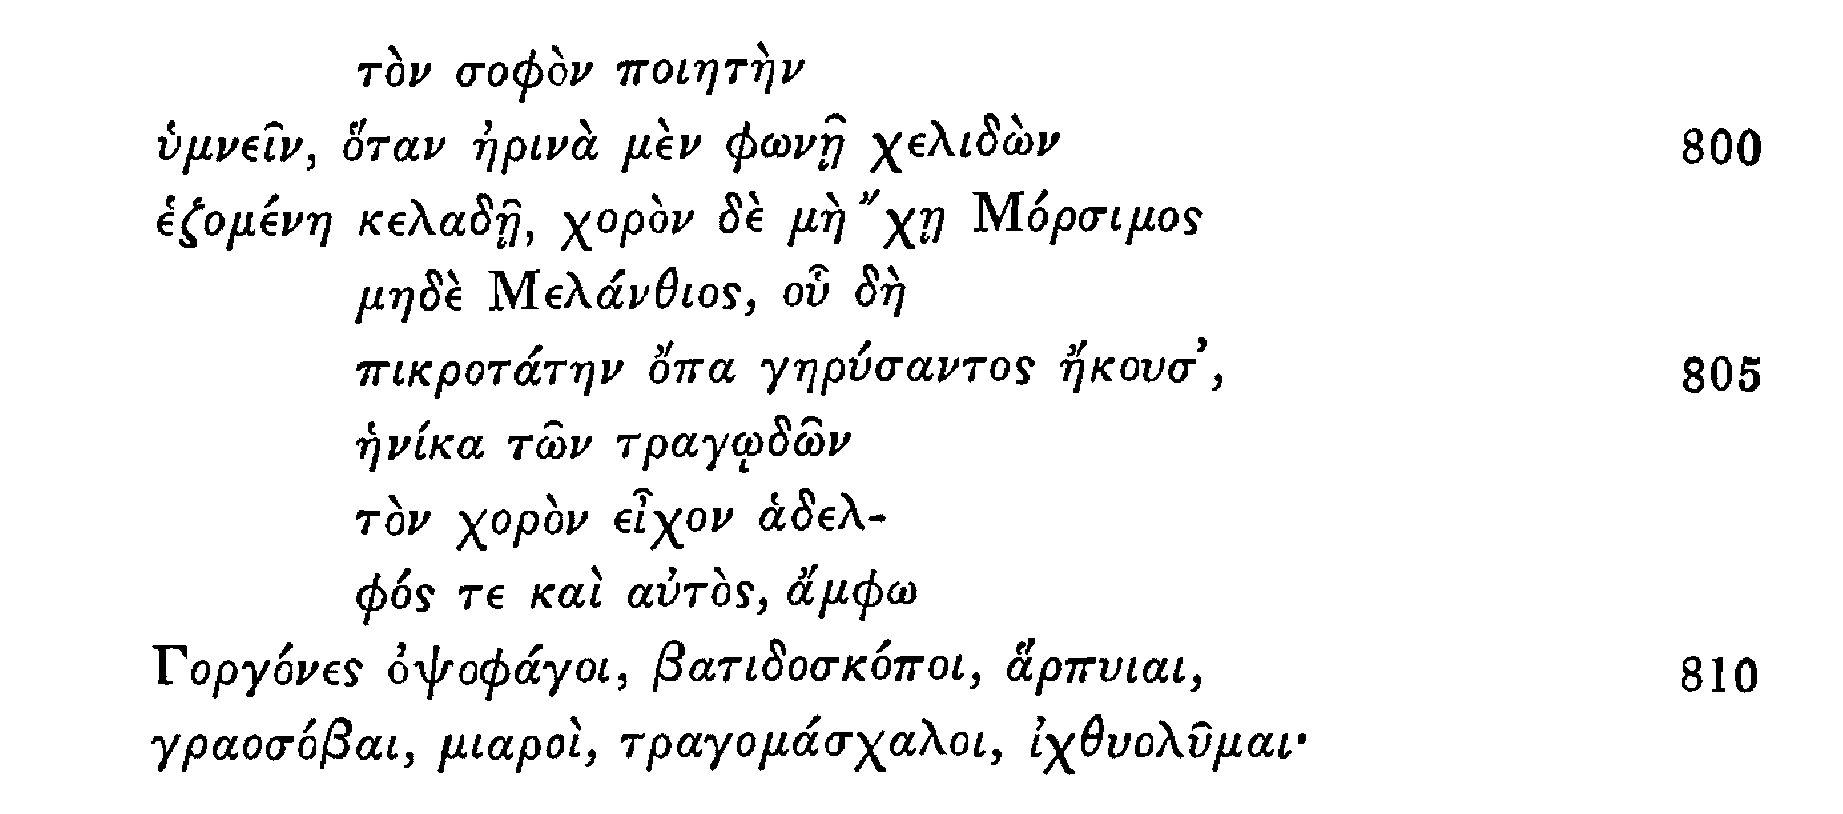 τὸν σοφὸν ποιητὴν
ὑμνεῖν, ὅταν ἠρινὰ μὲν φωνῇ χελιδὼν 800
ἑζομένη κελαδῇ, χορὸν δὲ μὴ ῎χῃ Μόρσιμος
μηδὲ Μελάνθιος, οὗ δὴ
πικροτάτην ὄπα γηρύσαντος ἤκουσ’, 805
ἡνίκα τῶν τραγῳδῶν
τὸν χορὸν εἶχον ἁδελ-
φός τε καὶ αὐτὸς, ἄμφω
Γοργόνες ὀψοφάγοι, βατιδοσκόποι, ἅρπυιαι, 810
γραοσόβαι, μιαροὶ, τραγομάσχαλοι, ἰχθυολῦμαι·